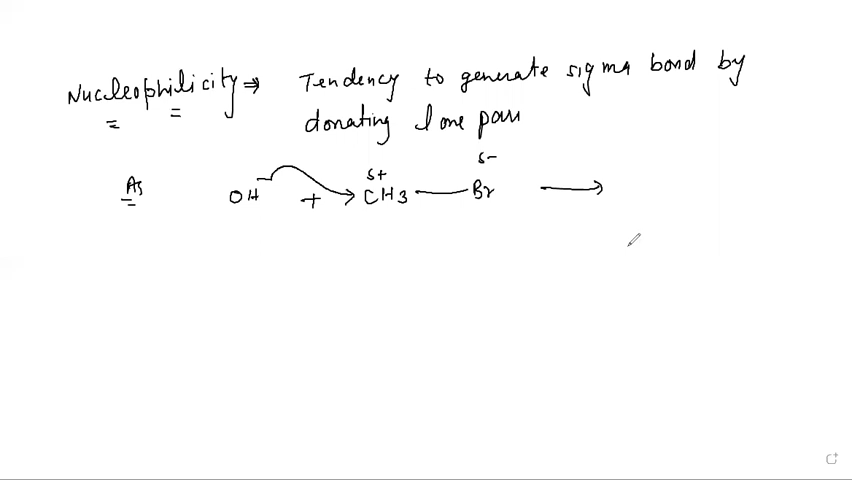 Nucleophilicity ⇒ Tendency to generate sigma bond by
donating lone pair
As OH + CH3 — Br →
δ+ δ-